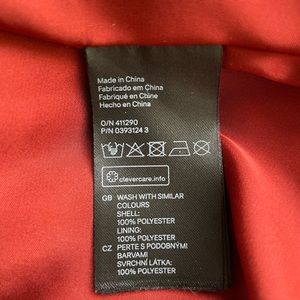 Made in China
Fabricado em China
Fabriqué en Chine
Hecho en China
O/N 411290
P/N 0393124 3
clevercare.info
GB WASH WITH SIMILAR
COLOURS
SHELL:
100% POLYESTER
LINING:
100% POLYESTER
CZ PERTE S PODOBNÝMI
BARVAMI
SVRCHNÍ LÁTKA:
100% POLYESTER